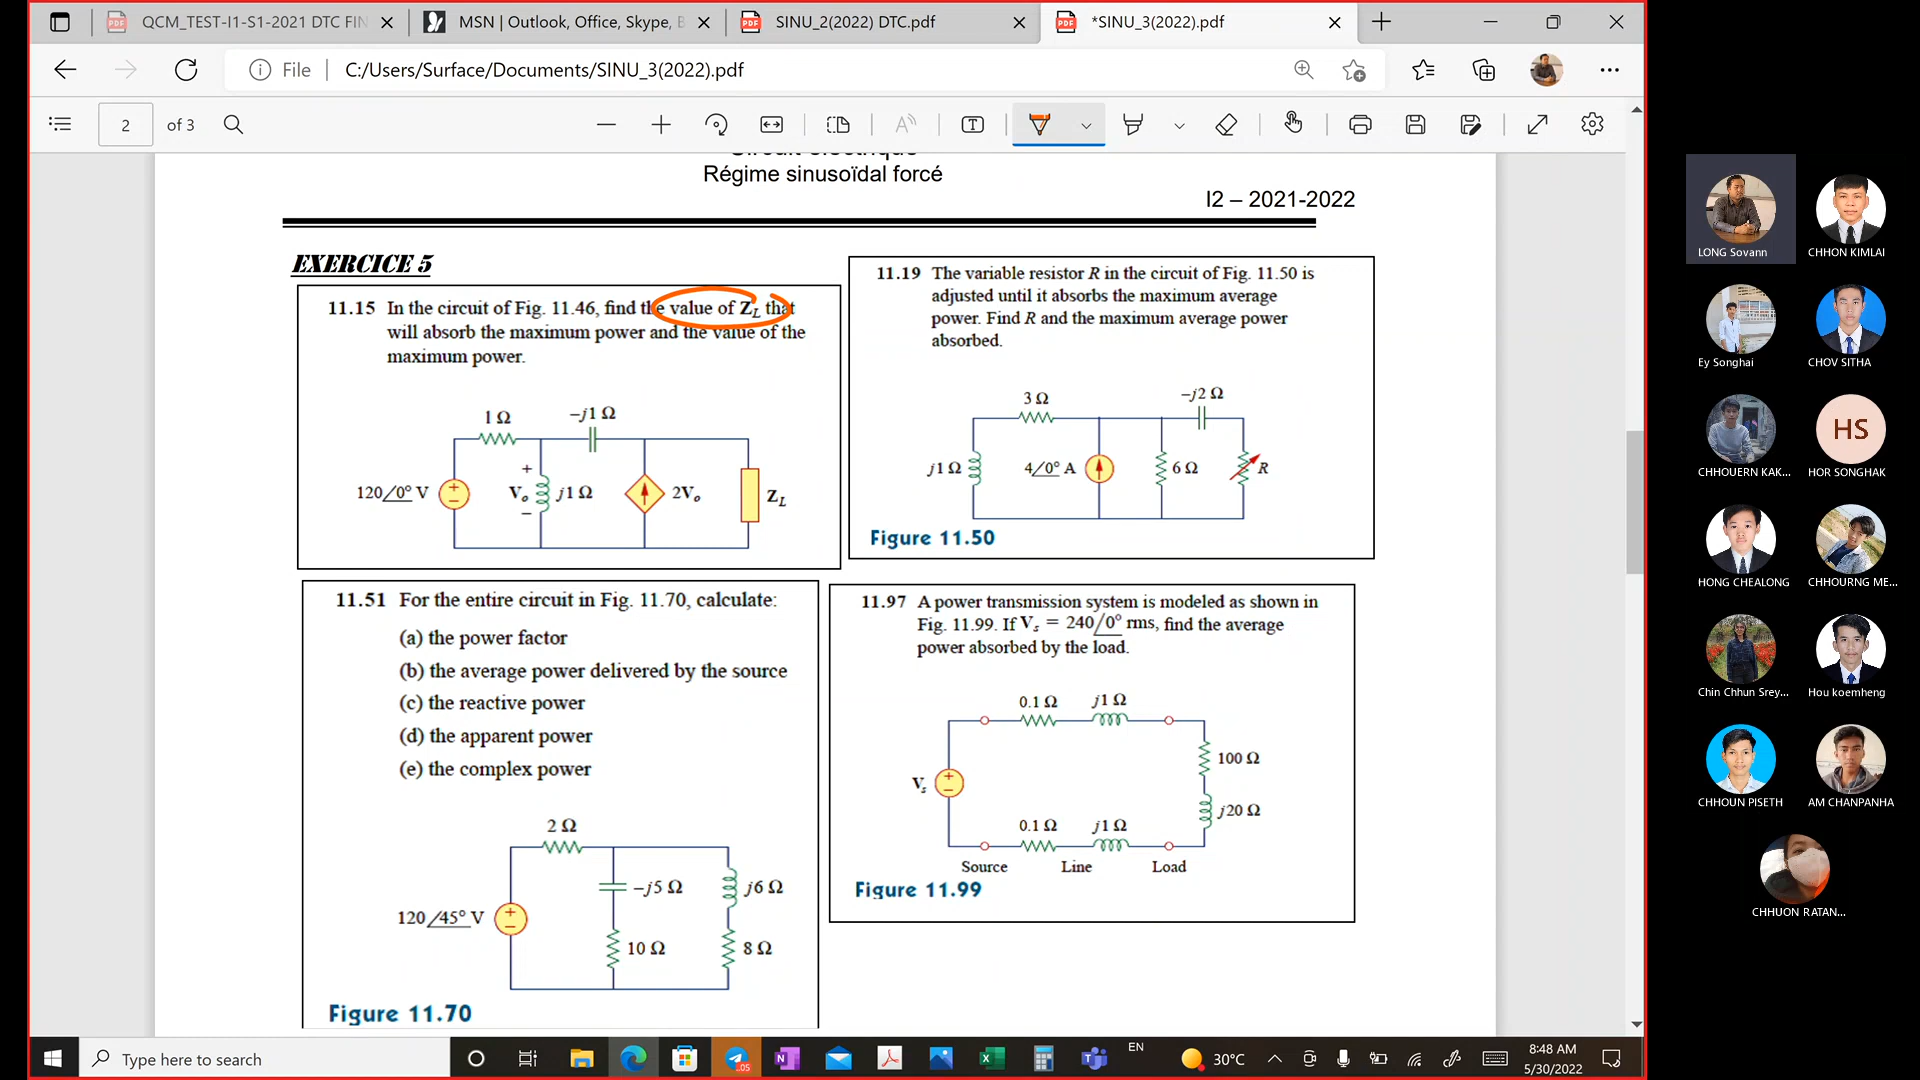 QCM_TEST-I1-S1-2021 DTC FIN
MSN | Outlook, Office, Skype, B
SINU_2(2022) DTC.pdf
*SINU_3(2022).pdf
File
C:/Users/Surface/Documents/SINU_3(2022).pdf
2
of 3
Circuit électrique
Régime sinusoïdal forcé
I2 – 2021-2022
EXERCICE 5
11.15 In the circuit of Fig. 11.46, find the value of Z_L that
will absorb the maximum power and the value of the
maximum power.
1 Ω
−j1 Ω
120/0° V
+
V_o
−
j1 Ω
2V_o
Z_L
11.19 The variable resistor R in the circuit of Fig. 11.50 is
adjusted until it absorbs the maximum average
power. Find R and the maximum average power
absorbed.
3 Ω
−j2 Ω
j1 Ω
4/0° A
6 Ω
R
Figure 11.50
11.51 For the entire circuit in Fig. 11.70, calculate:
(a) the power factor
(b) the average power delivered by the source
(c) the reactive power
(d) the apparent power
(e) the complex power
2 Ω
−j5 Ω
j6 Ω
120/45° V
10 Ω
8 Ω
Figure 11.70
11.97 A power transmission system is modeled as shown in
Fig. 11.99. If V_s = 240/0° rms, find the average
power absorbed by the load.
0.1 Ω
j1 Ω
100 Ω
V_s
j20 Ω
0.1 Ω
j1 Ω
Source
Line
Load
Figure 11.99
LONG Sovann
CHHON KIMLAI
Ey Songhai
CHOV SITHA
CHHOUERN KAK...
HS
HOR SONGHAK
HONG CHEALONG
CHHOURNG ME...
Chin Chhun Srey...
Hou koemheng
CHHOUN PISETH
AM CHANPANHA
CHHUON RATAN...
Type here to search
.05
EN
30°C
8:48 AM
5/30/2022